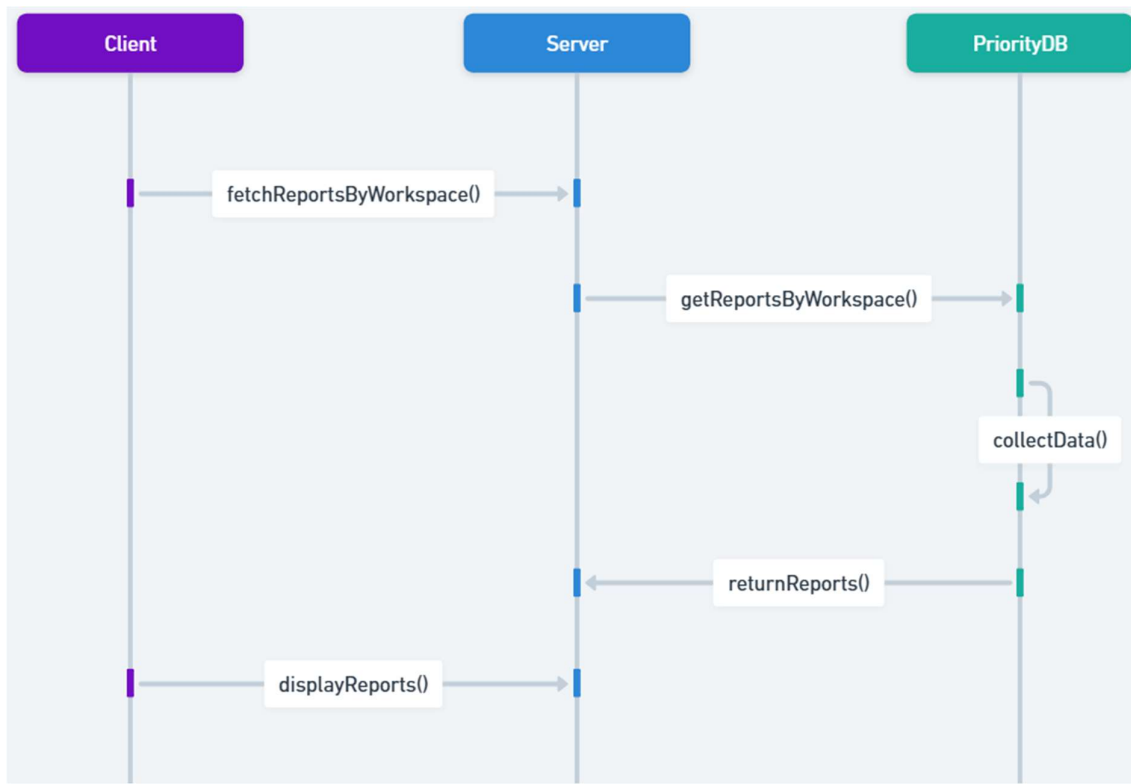 Client
Server
PriorityDB
fetchReportsByWorkspace()
getReportsByWorkspace()
collectData()
returnReports()
displayReports()